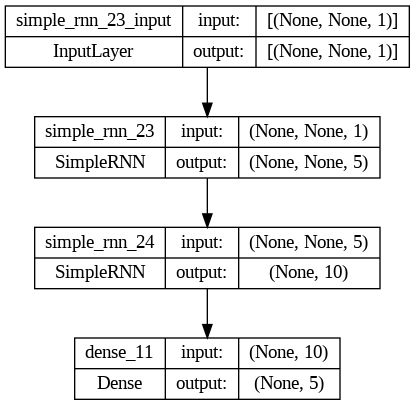 simple_rnn_23_input input: [(None, None, 1)]
InputLayer output: [(None, None, 1)]
simple_rnn_23 input: (None, None, 1)
SimpleRNN output: (None, None, 5)
simple_rnn_24 input: (None, None, 5)
SimpleRNN output: (None, 10)
dense_11 input: (None, 10)
Dense output: (None, 5)